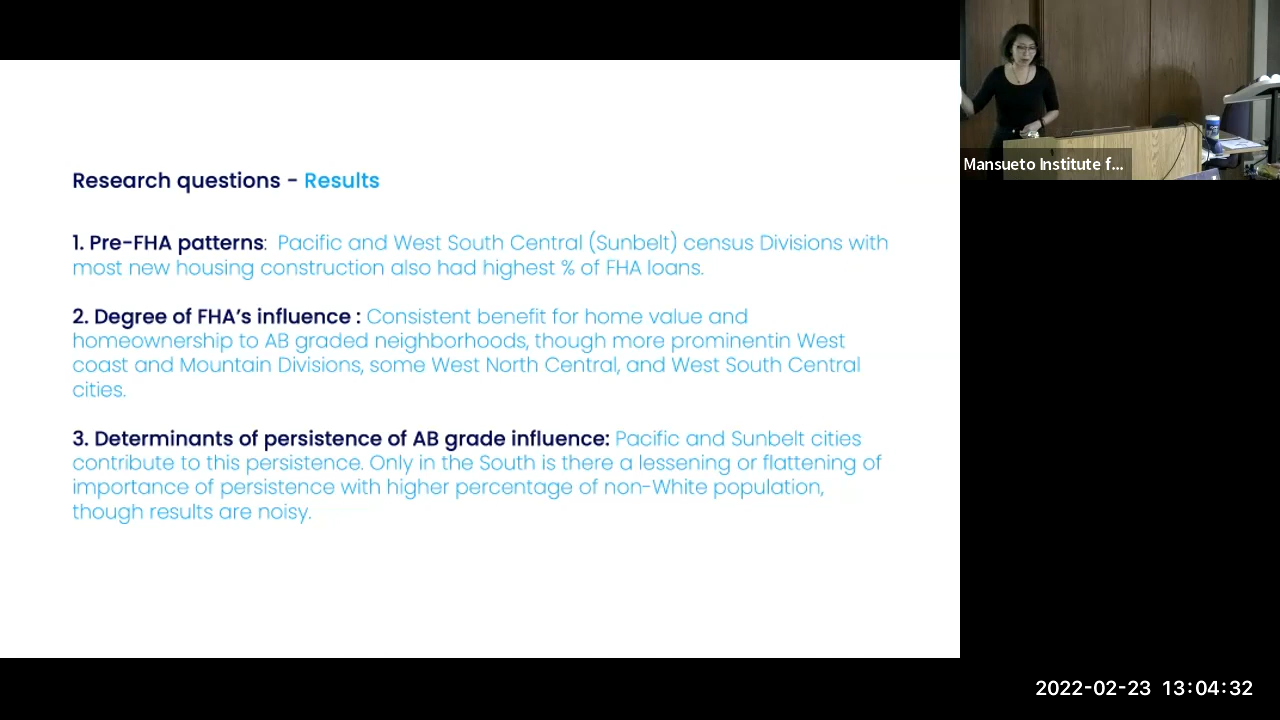 Research questions - Results
1. Pre-FHA patterns:  Pacific and West South Central (Sunbelt) census Divisions with
most new housing construction also had highest % of FHA loans.
2. Degree of FHA's influence : Consistent benefit for home value and
homeownership to AB graded neighborhoods, though more prominentin West
coast and Mountain Divisions, some West North Central, and West South Central
cities.
3. Determinants of persistence of AB grade influence: Pacific and Sunbelt cities
contribute to this persistence. Only in the South is there a lessening or flattening of
importance of persistence with higher percentage of non-White population,
though results are noisy.
Mansueto Institute f...
2022-02-23 13:04:32